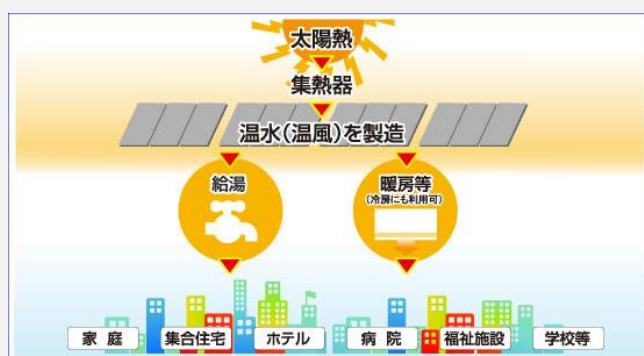 太陽熱
集熱器
温水(温風)を製造
給湯
暖房等
(冷房にも利用可)
家庭
集合住宅
ホテル
病院
福祉施設
学校等